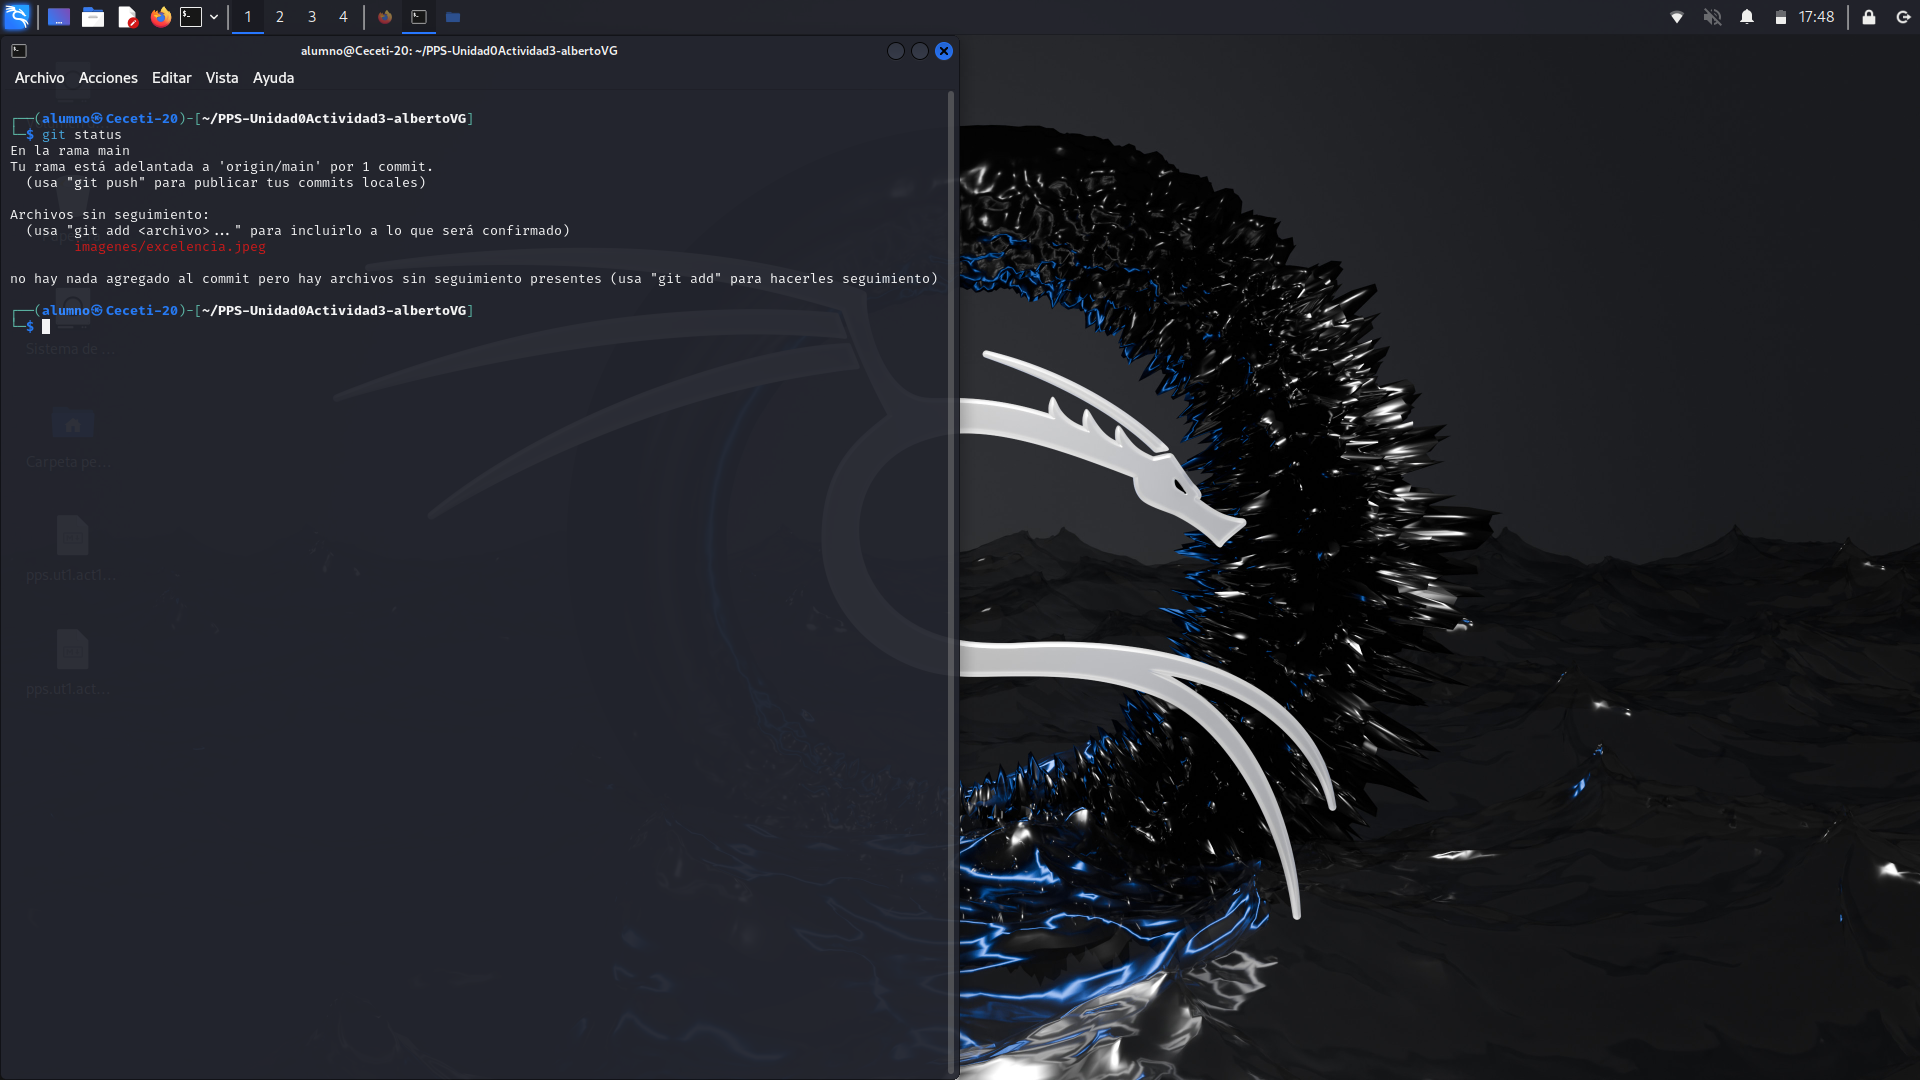 1 2 3 4 17:48
alumno@Ceceti-20: ~/PPS-Unidad0Actividad3-albertoVG
Archivo Acciones Editar Vista Ayuda
┌──(alumno㉿Ceceti-20)-[~/PPS-Unidad0Actividad3-albertoVG]
└─$ git status
En la rama main
Tu rama está adelantada a 'origin/main' por 1 commit.
(usa "git push" para publicar tus commits locales)
Archivos sin seguimiento:
(usa "git add <archivo>..." para incluirlo a lo que será confirmado)
imagenes/excelencia.jpeg
no hay nada agregado al commit pero hay archivos sin seguimiento presentes (usa "git add" para hacerles seguimiento)
┌──(alumno㉿Ceceti-20)-[~/PPS-Unidad0Actividad3-albertoVG]
└─$
Sistema de ...
Carpeta pe...
pps.ut1.act1...
pps.ut1.act...